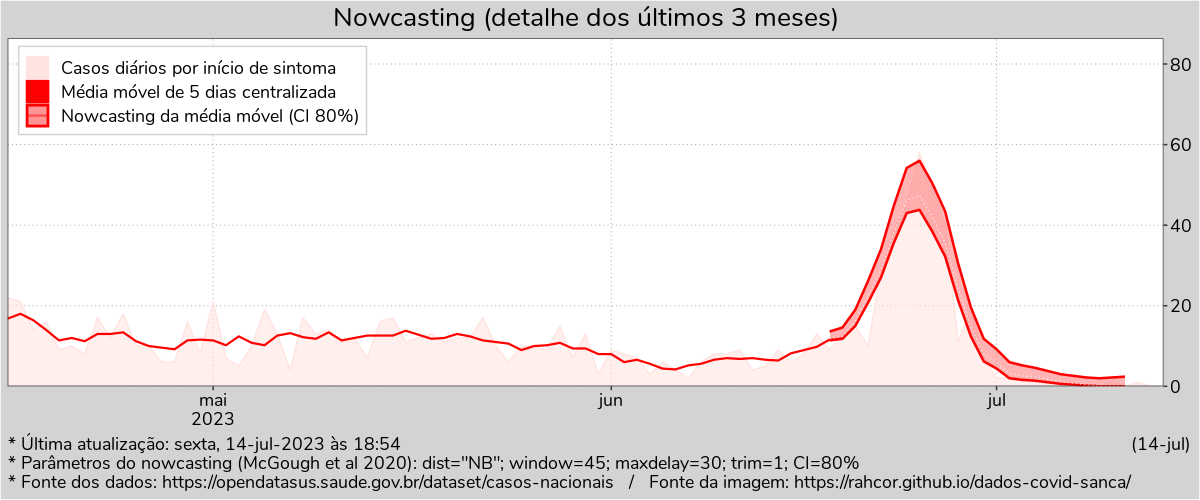 Nowcasting (detalhe dos últimos 3 meses)
Casos diários por início de sintoma
Média móvel de 5 dias centralizada
Nowcasting da média móvel (CI 80%)
80
60
40
20
0
mai
2023
jun
jul
* Última atualização: sexta, 14-jul-2023 às 18:54
(14-jul)
* Parâmetros do nowcasting (McGough et al 2020): dist="NB"; window=45; maxdelay=30; trim=1; CI=80%
* Fonte dos dados: https://opendatasus.saude.gov.br/dataset/casos-nacionais / Fonte da imagem: https://rahcor.github.io/dados-covid-sanca/